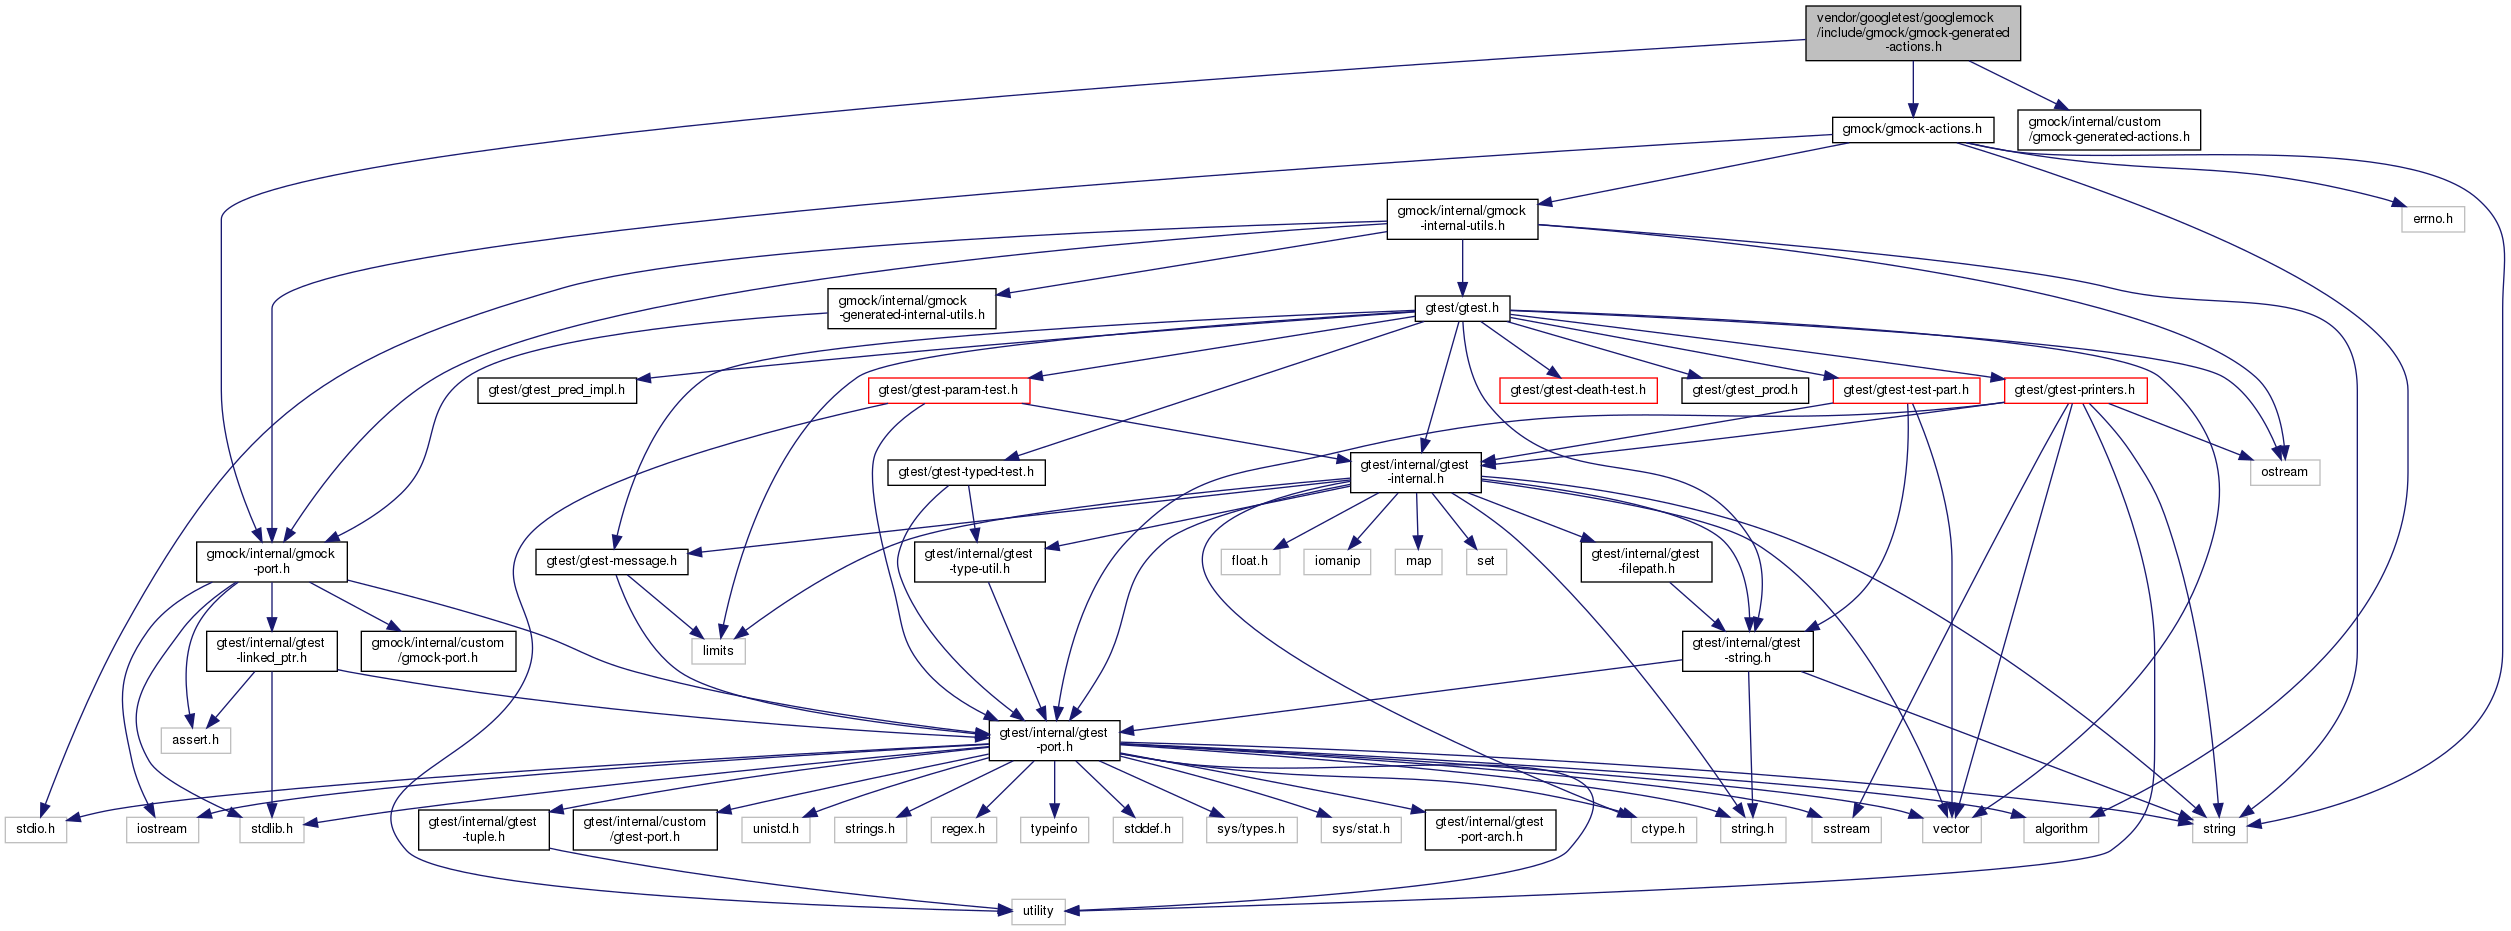 vendor/googletest/googlemock
/include/gmock/gmock-generated
-actions.h
gmock/gmock-actions.h
gmock/internal/custom
/gmock-generated-actions.h
gmock/internal/gmock
-internal-utils.h
errno.h
gmock/internal/gmock
-generated-internal-utils.h
gtest/gtest.h
gtest/gtest_pred_impl.h
gtest/gtest-param-test.h
gtest/gtest-death-test.h
gtest/gtest_prod.h
gtest/gtest-test-part.h
gtest/gtest-printers.h
gtest/gtest-typed-test.h
gtest/internal/gtest
-internal.h
ostream
gmock/internal/gmock
-port.h
gtest/gtest-message.h
gtest/internal/gtest
-type-util.h
float.h
iomanip
map
set
gtest/internal/gtest
-filepath.h
gtest/internal/gtest
-linked_ptr.h
gmock/internal/custom
/gmock-port.h
limits
gtest/internal/gtest
-string.h
assert.h
gtest/internal/gtest
-port.h
stdio.h
iostream
stdlib.h
gtest/internal/gtest
-tuple.h
gtest/internal/custom
/gtest-port.h
unistd.h
strings.h
regex.h
typeinfo
stddef.h
sys/types.h
sys/stat.h
gtest/internal/gtest
-port-arch.h
ctype.h
string.h
sstream
vector
algorithm
string
utility